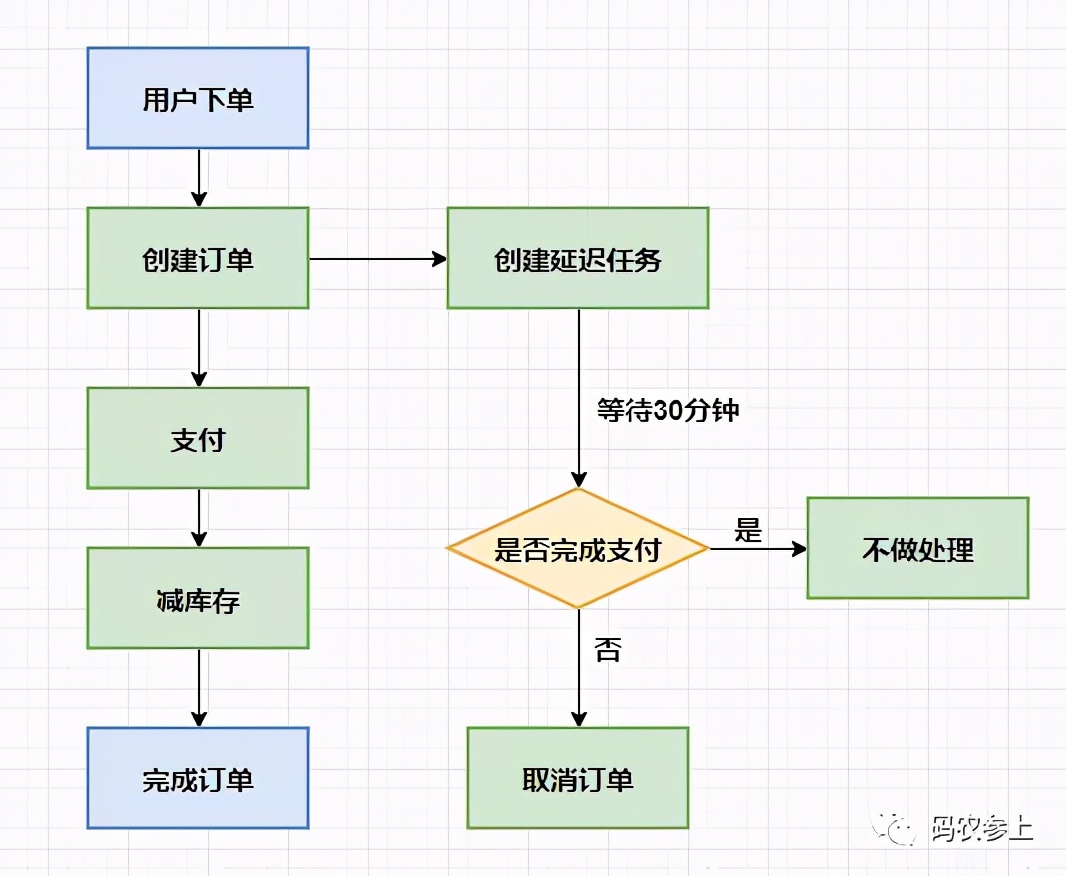 用户下单
创建订单
创建延迟任务
支付
等待30分钟
减库存
是否完成支付
是
不做处理
否
完成订单
取消订单
码农参上